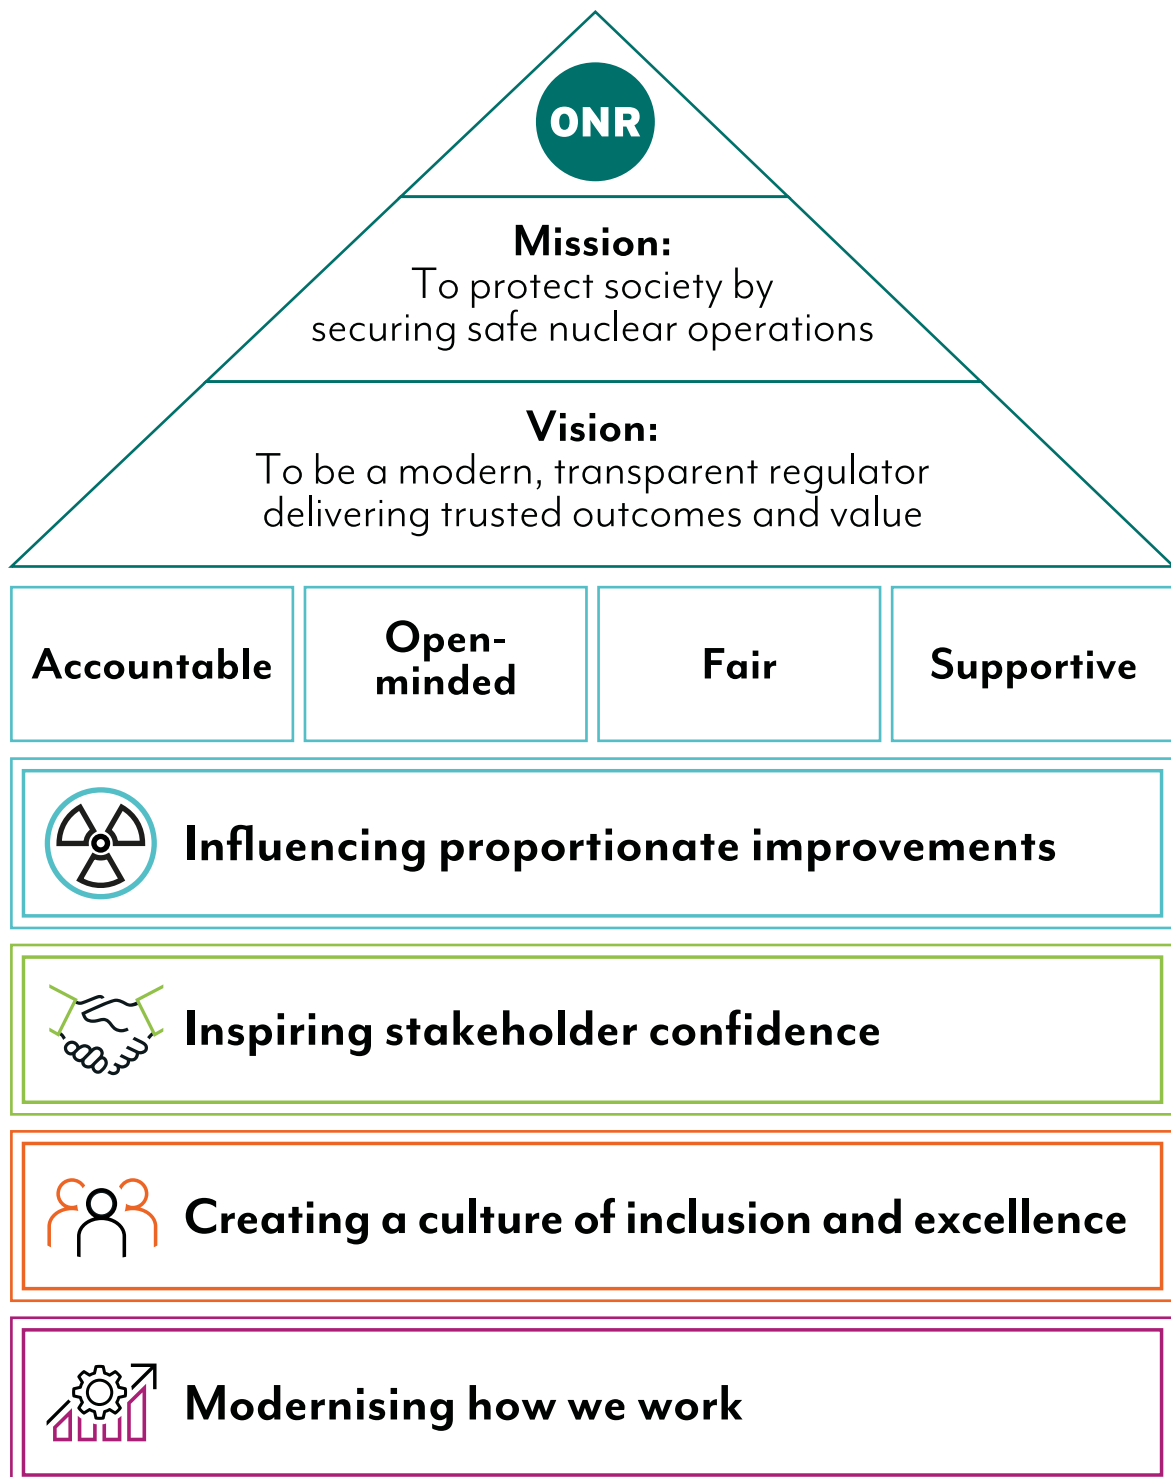 ONR
Mission:
To protect society by
securing safe nuclear operations
Vision:
To be a modern, transparent regulator
delivering trusted outcomes and value
Accountable
Open-
minded
Fair
Supportive
Influencing proportionate improvements
Inspiring stakeholder confidence
Creating a culture of inclusion and excellence
Modernising how we work